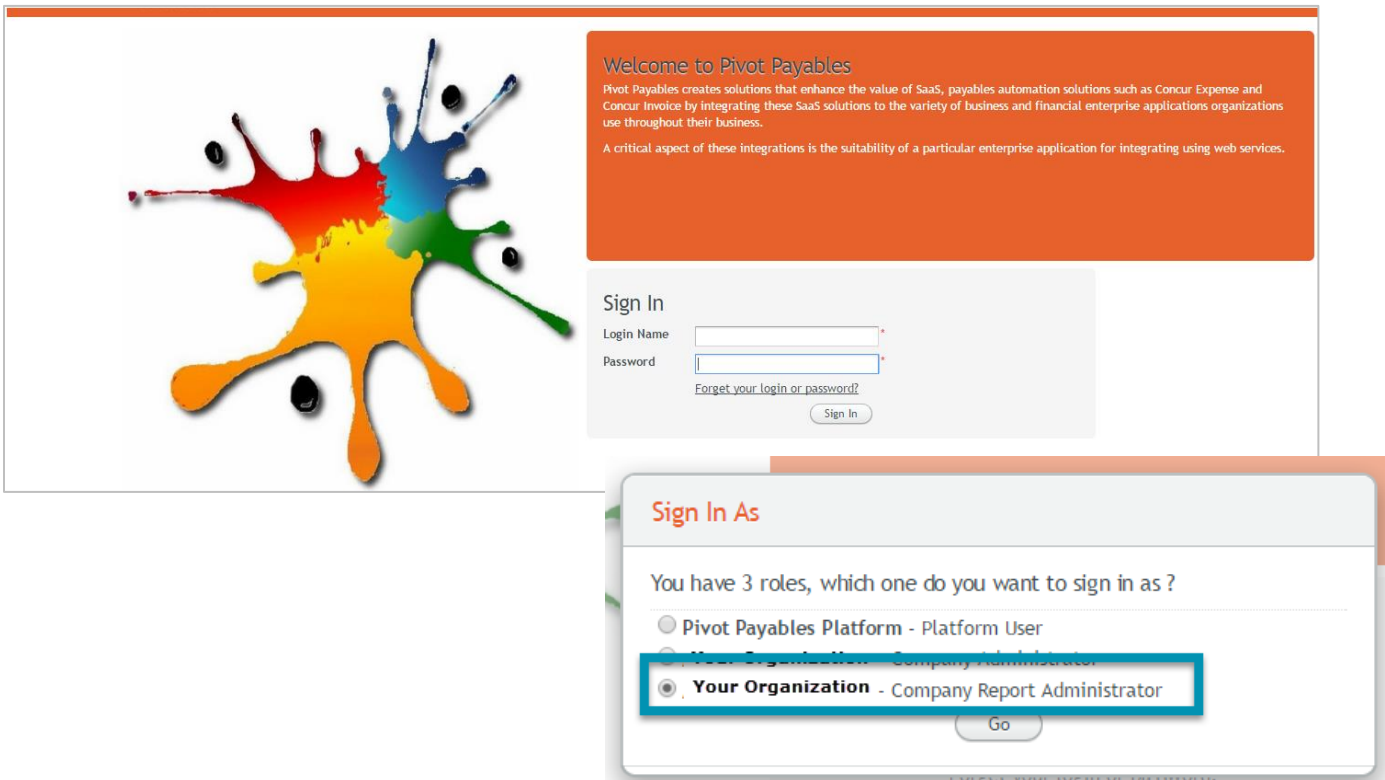 Welcome to Pivot Payables
Pivot Payables creates solutions that enhance the value of SaaS, payables automation solutions such as Concur Expense and
Concur Invoice by integrating these SaaS solutions to the variety of business and financial enterprise applications organizations
use throughout their business.
A critical aspect of these integrations is the suitability of a particular enterprise application for integrating using web services.
Sign In
Login Name *
Password *
Forget your login or password?
Sign In
Sign In As
You have 3 roles, which one do you want to sign in as ?
Pivot Payables Platform - Platform User
Your Organization - Company Administrator
Your Organization - Company Report Administrator
Go